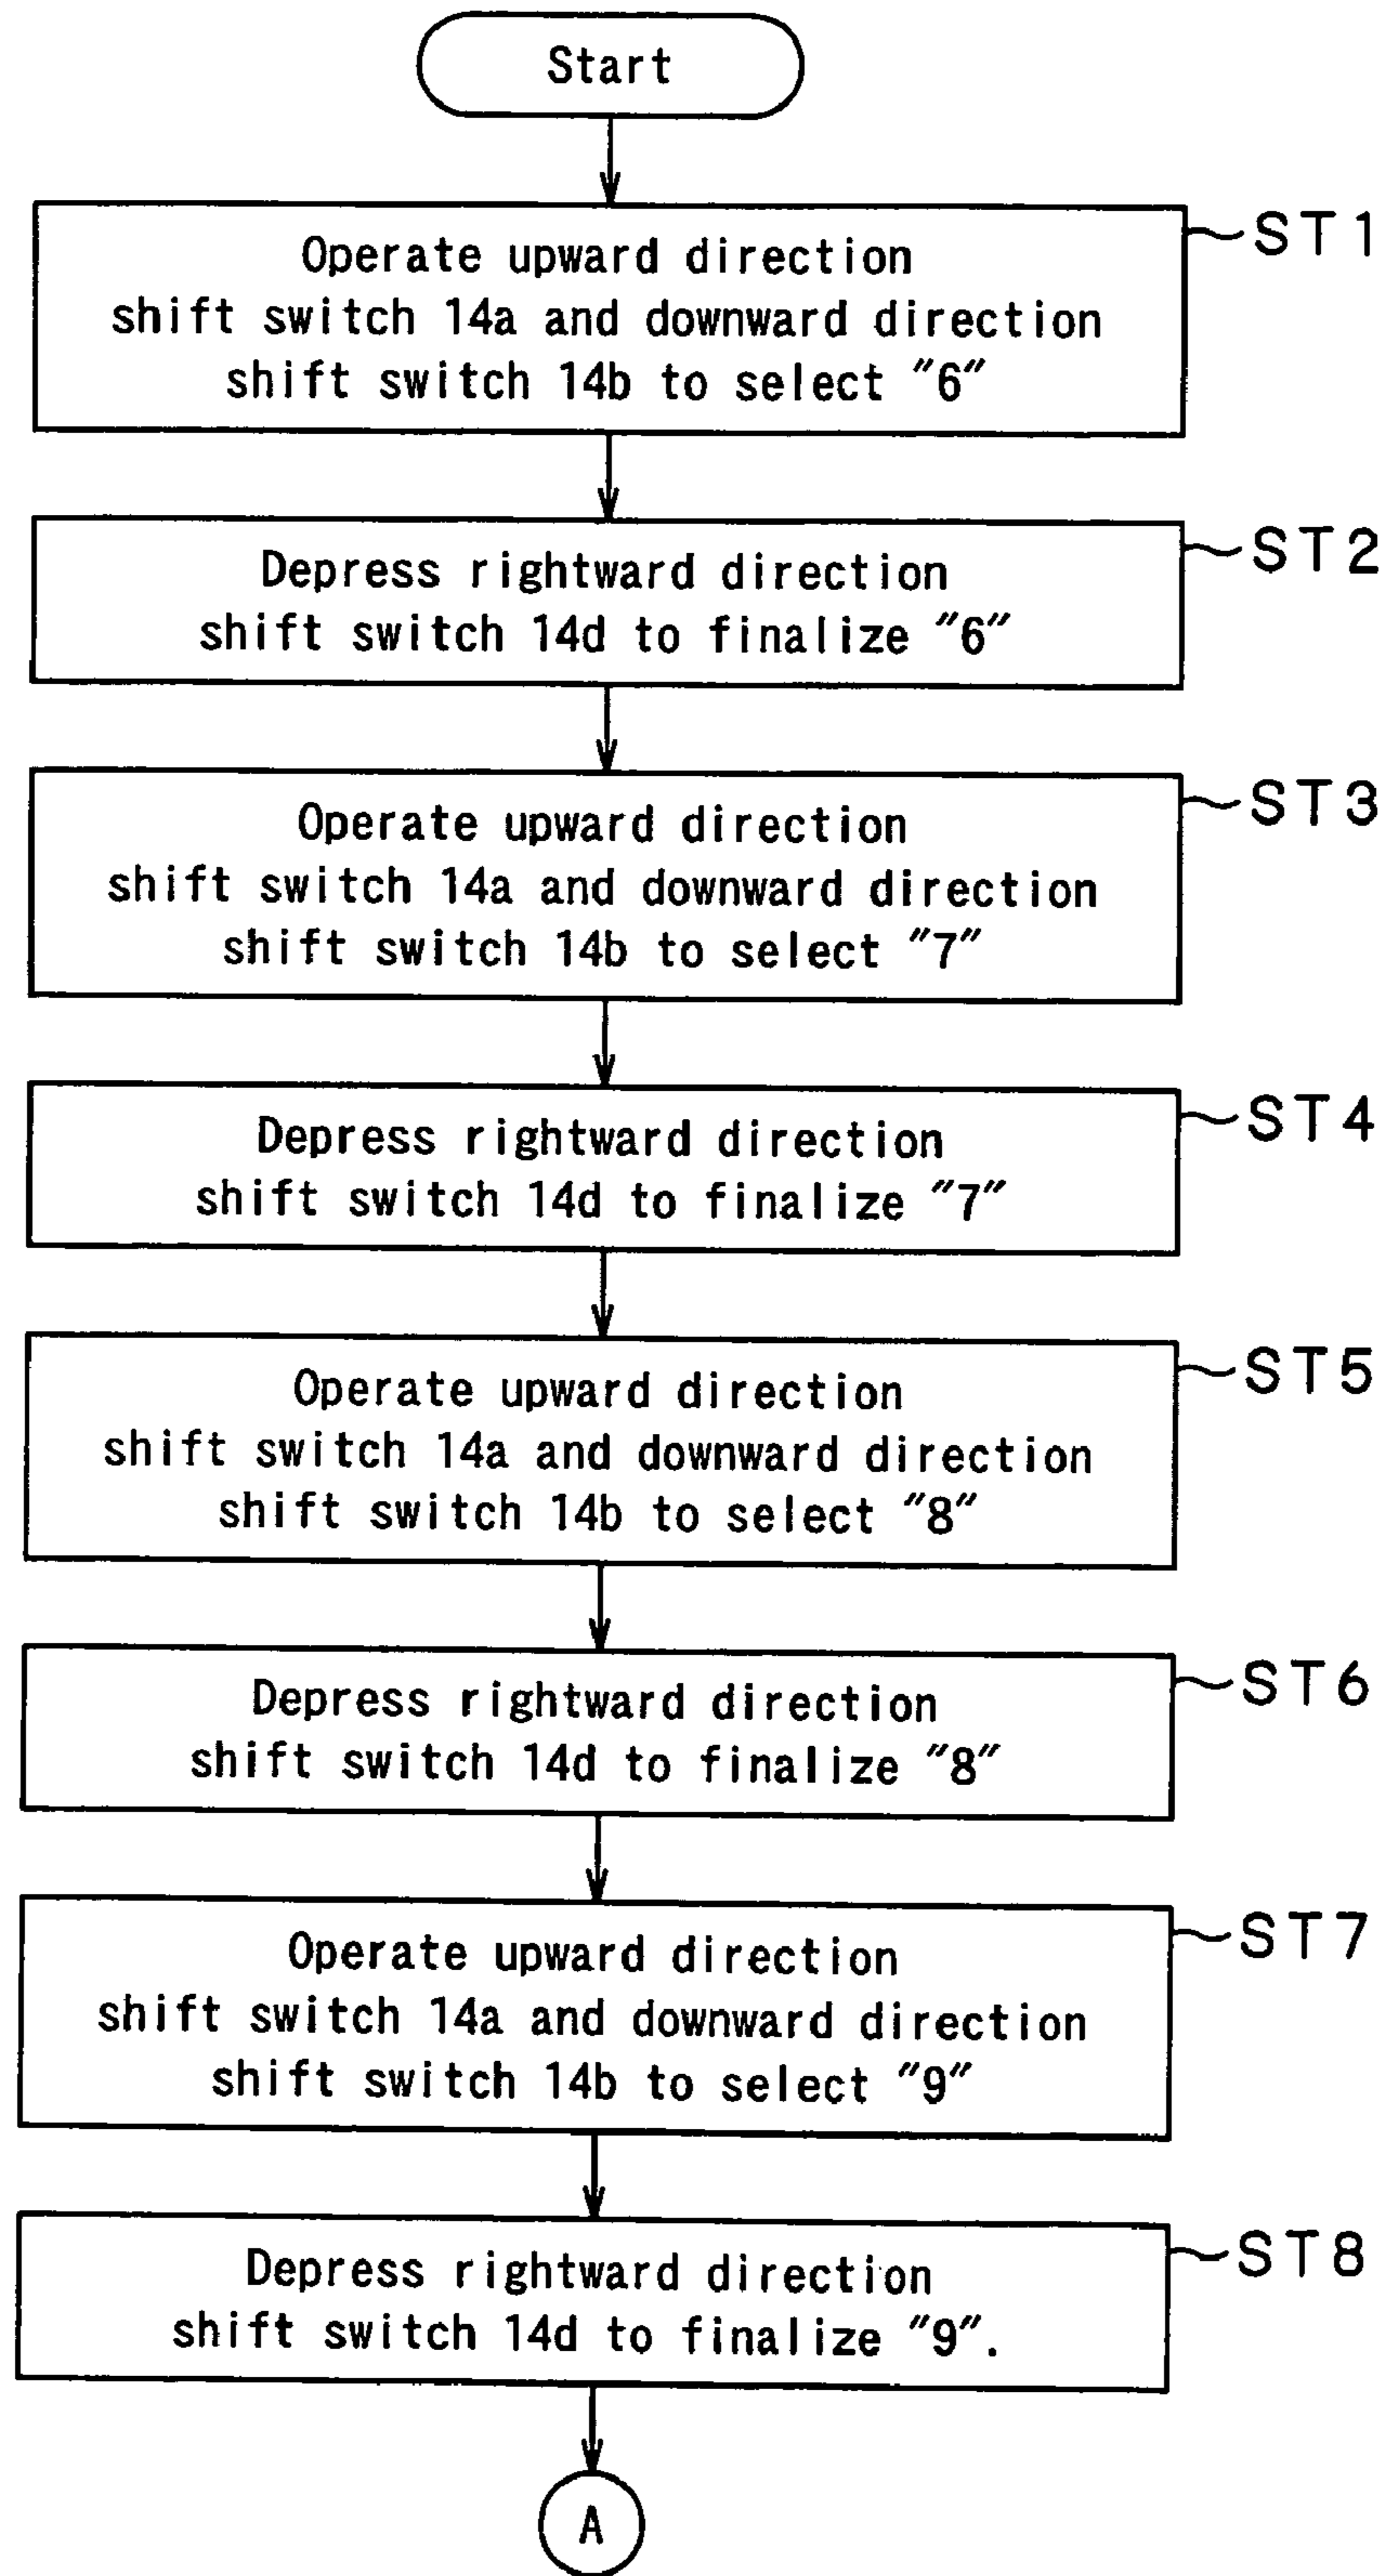 Start
Operate upward direction
ST1
shift switch 14a and downward direction
shift switch 14b to select "6"
Depress rightward direction
ST2
shift switch 14d to finalize "6"
Operate upward direction
ST3
shift switch 14a and downward direction
shift switch 14b to select "7"
Depress rightward direction
ST4
shift switch 14d to finalize "7"
Operate upward direction
ST5
shift switch 14a and downward direction
shift switch 14b to select "8"
Depress rightward direction
ST6
shift switch 14d to finalize "8"
Operate upward direction
ST7
shift switch 14a and downward direction
shift switch 14b to select "9"
Depress rightward direction
ST8
shift switch 14d to finalize "9".
A